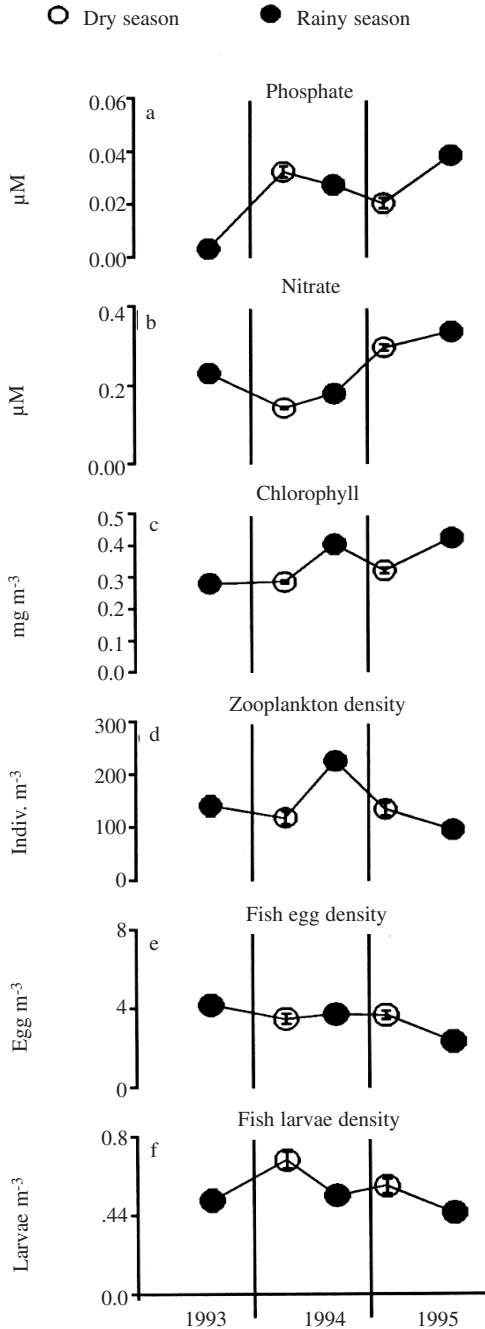 Dry season Rainy season
Phosphate
a
0.06
0.04
0.02
0.00
µM
Nitrate
b
0.4
0.2
0.00
µM
Chlorophyll
c
0.5
0.4
0.3
0.2
0.1
0.0
mg m-3
Zooplankton density
d
300
200
100
0
Indiv. m-3
Fish egg density
e
8
4
0
Egg m-3
Fish larvae density
f
0.8
.44
0.0
Larvae m-3
1993 1994 1995